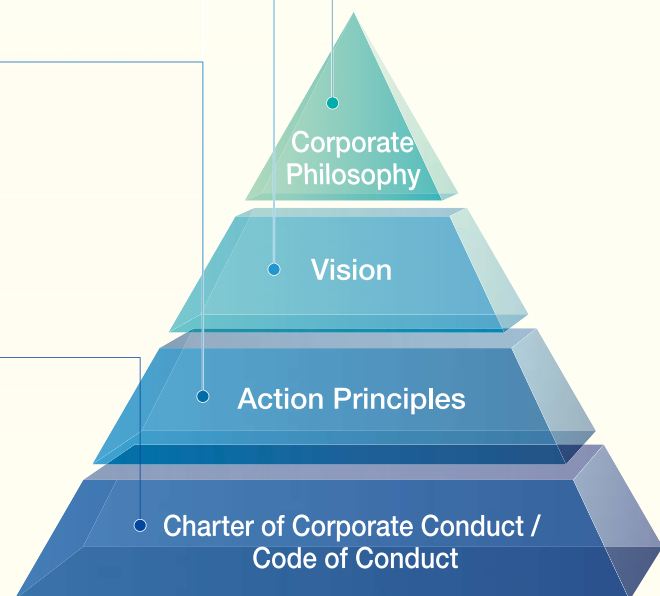 Corporate
Philosophy
Vision
Action Principles
Charter of Corporate Conduct /
Code of Conduct